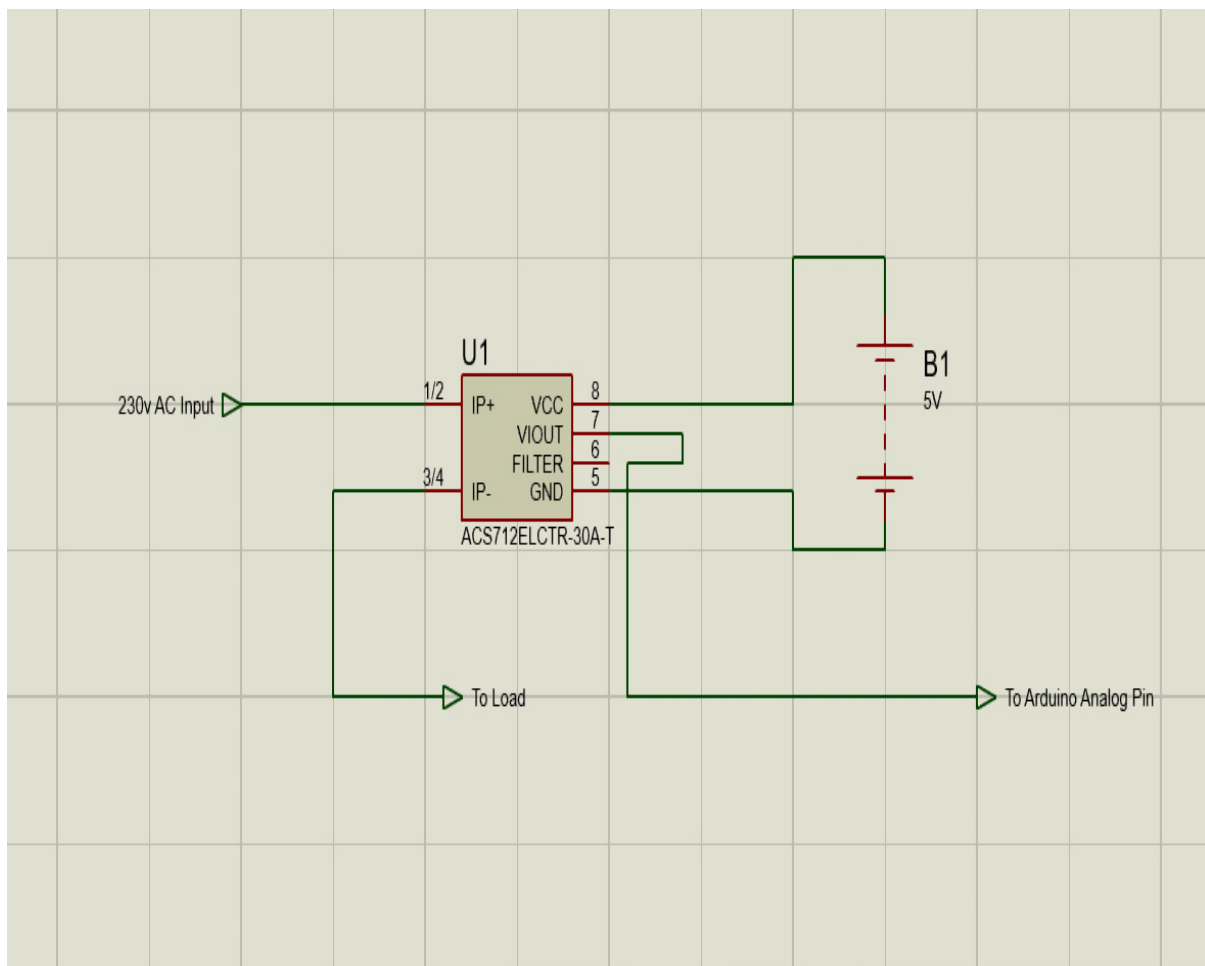 U1
230v AC Input
1/2
IP+
3/4
IP-
VCC
8
VIOUT
7
FILTER
6
GND
5
ACS712ELCTR-30A-T
B1
5V
To Load
To Arduino Analog Pin